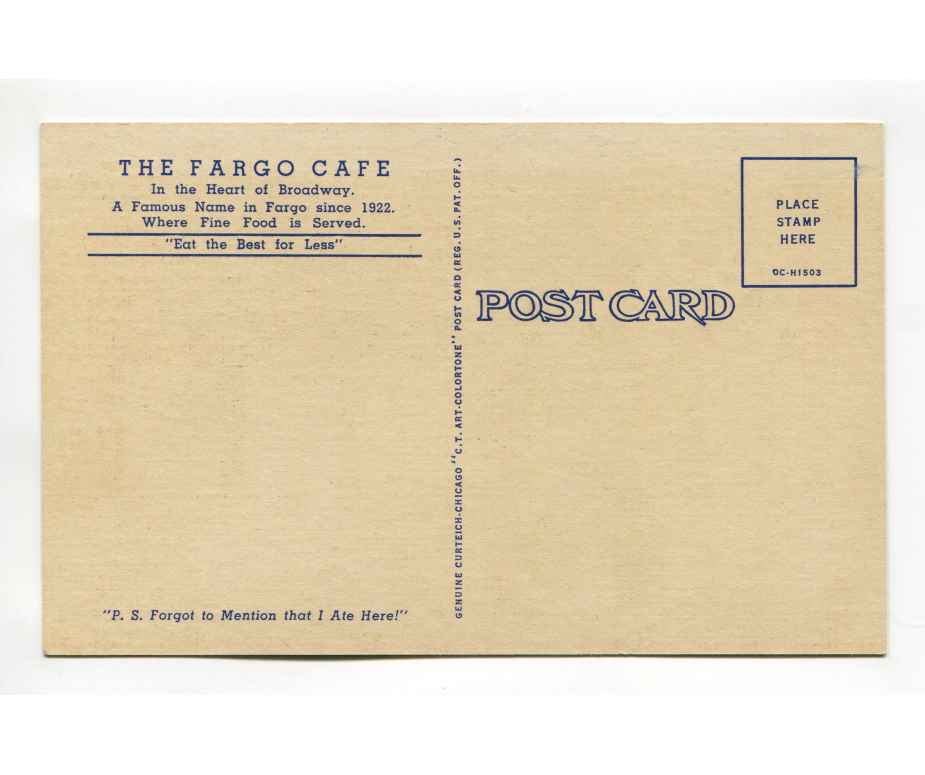 THE FARGO CAFE
In the Heart of Broadway.
A Famous Name in Fargo since 1922.
Where Fine Food is Served.
"Eat the Best for Less"
"P. S. Forgot to Mention that I Ate Here!"
GENUINE CURTEICH-CHICAGO "C.T. ART-COLORTONE" POST CARD (REG. U.S. PAT. OFF.)
POST CARD
PLACE
STAMP
HERE
OC-H1503